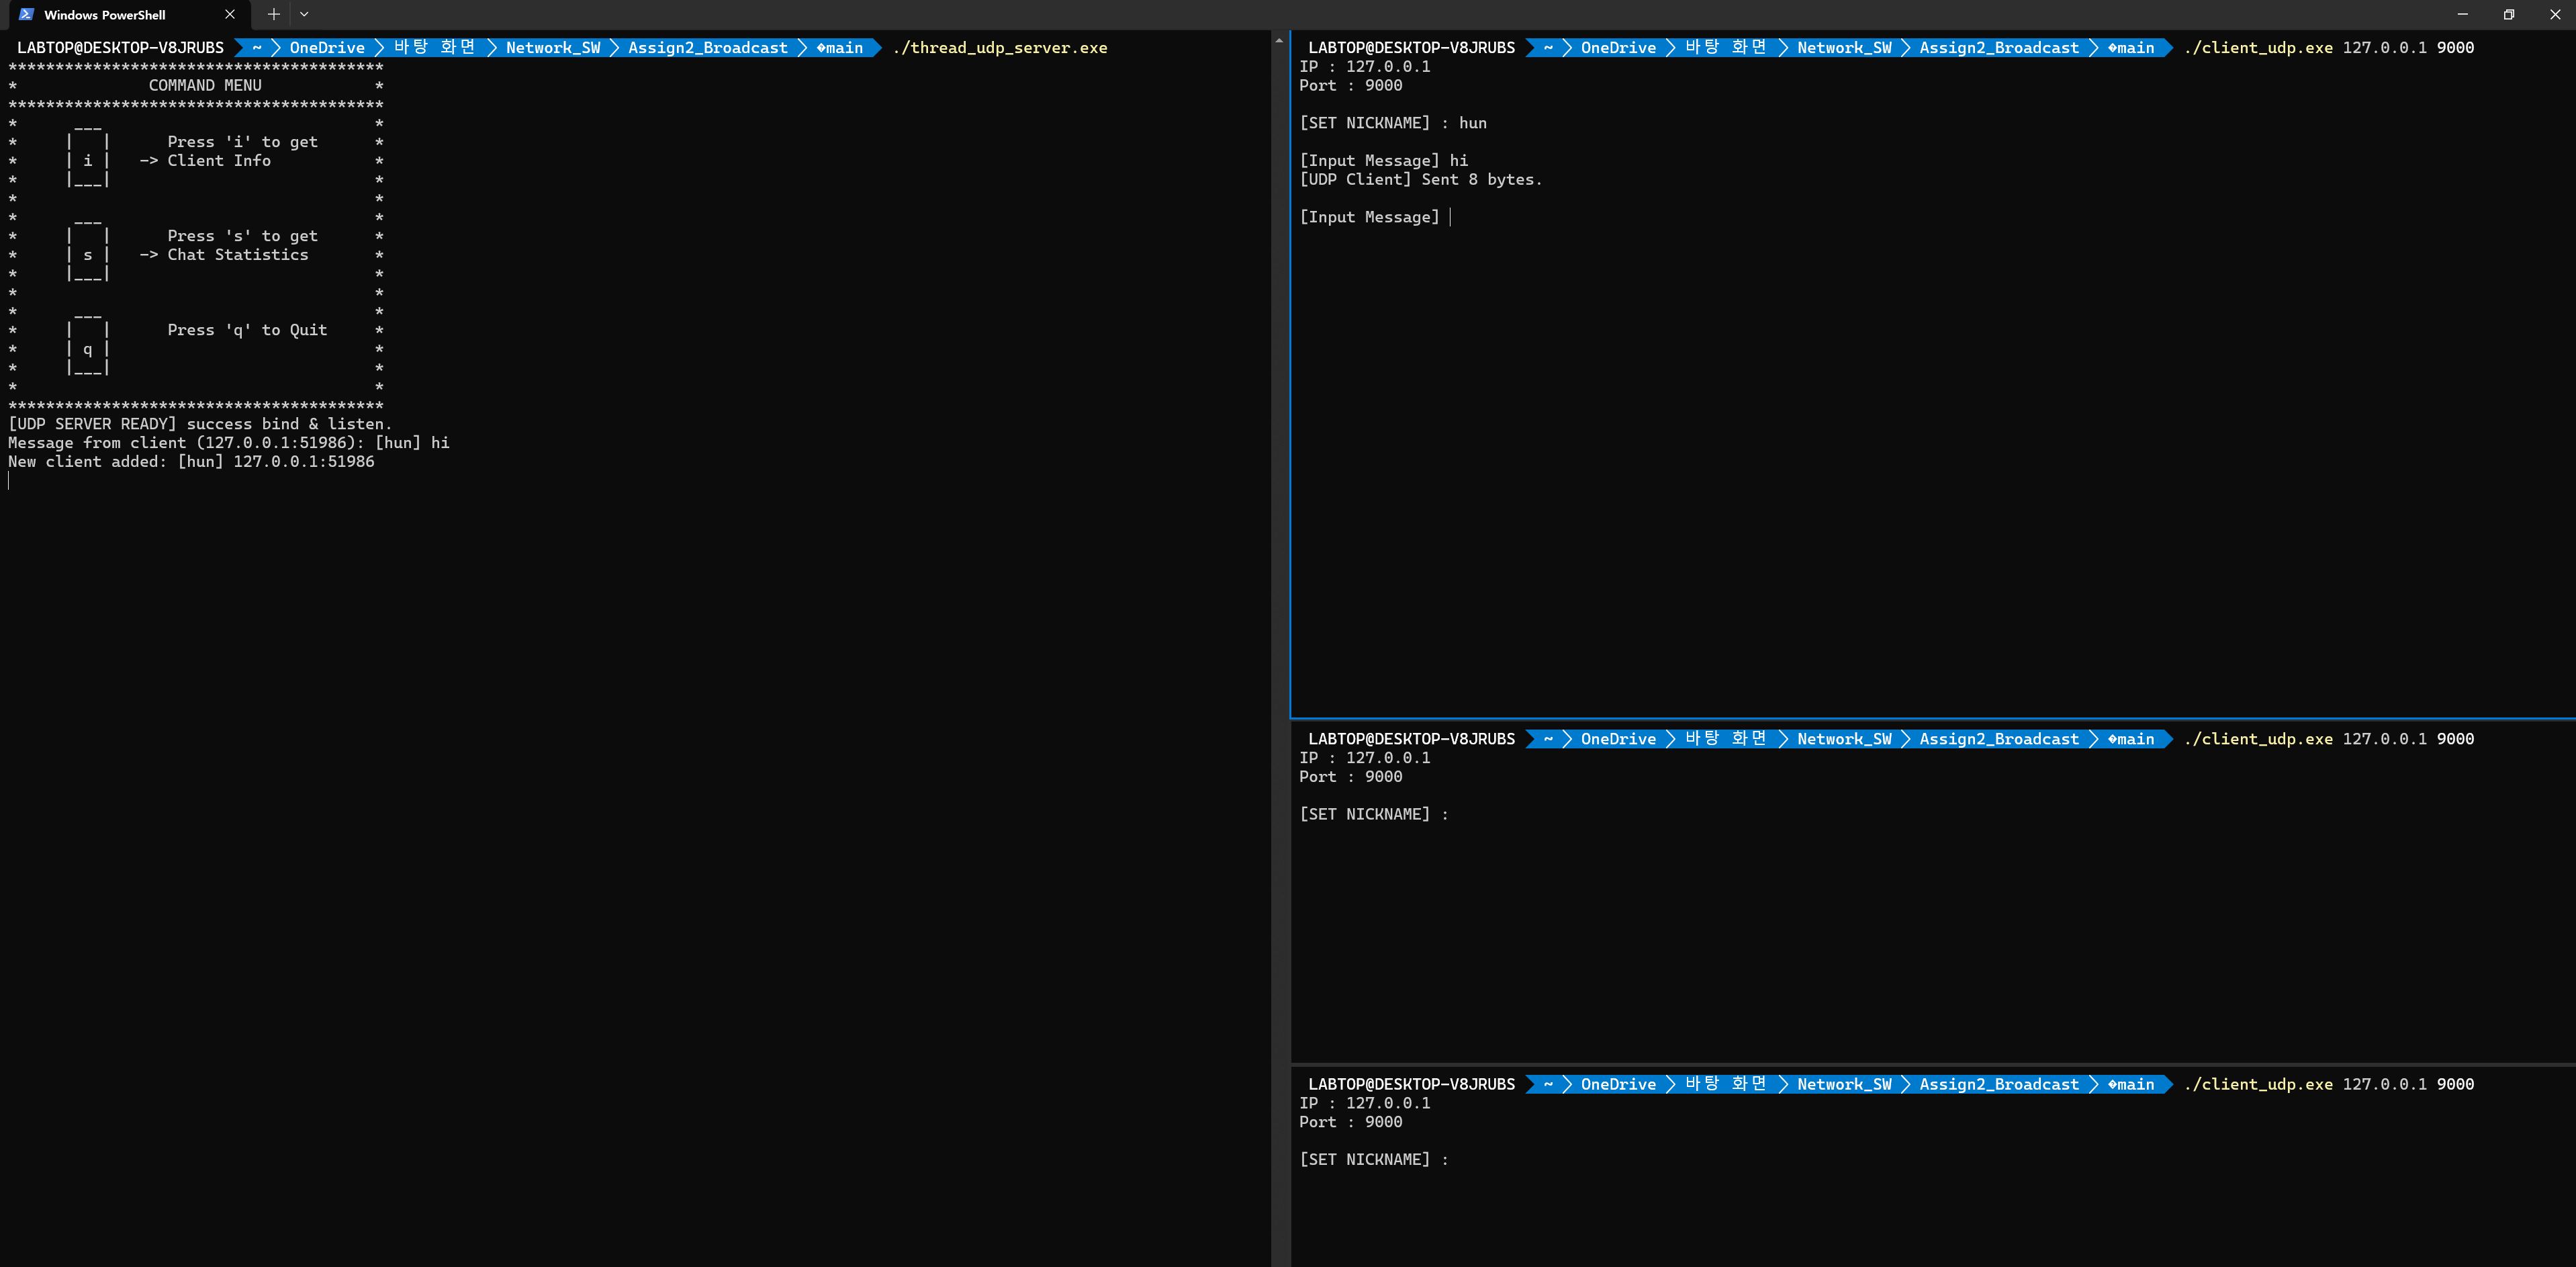 Windows PowerShell
LABTOP@DESKTOP-V8JRUBS ~ OneDrive 바탕 화면 Network_SW Assign2_Broadcast �main ./thread_udp_server.exe
****************************************
*              COMMAND MENU            *
****************************************
*      ___                             *
*     |   |      Press 'i' to get      *
*     | i |   -> Client Info           *
*     |___|                            *
*                                      *
*      ___                             *
*     |   |      Press 's' to get      *
*     | s |   -> Chat Statistics       *
*     |___|                            *
*                                      *
*      ___                             *
*     |   |      Press 'q' to Quit     *
*     | q |                            *
*     |___|                            *
*                                      *
****************************************
[UDP SERVER READY] success bind & listen.
Message from client (127.0.0.1:51986): [hun] hi
New client added: [hun] 127.0.0.1:51986
LABTOP@DESKTOP-V8JRUBS ~ OneDrive 바탕 화면 Network_SW Assign2_Broadcast �main ./client_udp.exe 127.0.0.1 9000
IP : 127.0.0.1
Port : 9000
[SET NICKNAME] : hun
[Input Message] hi
[UDP Client] Sent 8 bytes.
[Input Message]
LABTOP@DESKTOP-V8JRUBS ~ OneDrive 바탕 화면 Network_SW Assign2_Broadcast �main ./client_udp.exe 127.0.0.1 9000
IP : 127.0.0.1
Port : 9000
[SET NICKNAME] :
LABTOP@DESKTOP-V8JRUBS ~ OneDrive 바탕 화면 Network_SW Assign2_Broadcast �main ./client_udp.exe 127.0.0.1 9000
IP : 127.0.0.1
Port : 9000
[SET NICKNAME] :